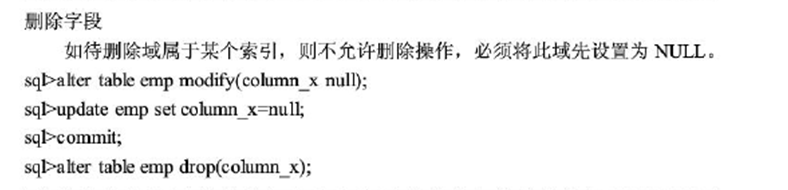 删除字段
如待删除域属于某个索引，则不允许删除操作，必须将此域先设置为 NULL。
sql>alter table emp modify(column_x null);
sql>update emp set column_x=null;
sql>commit;
sql>alter table emp drop(column_x);